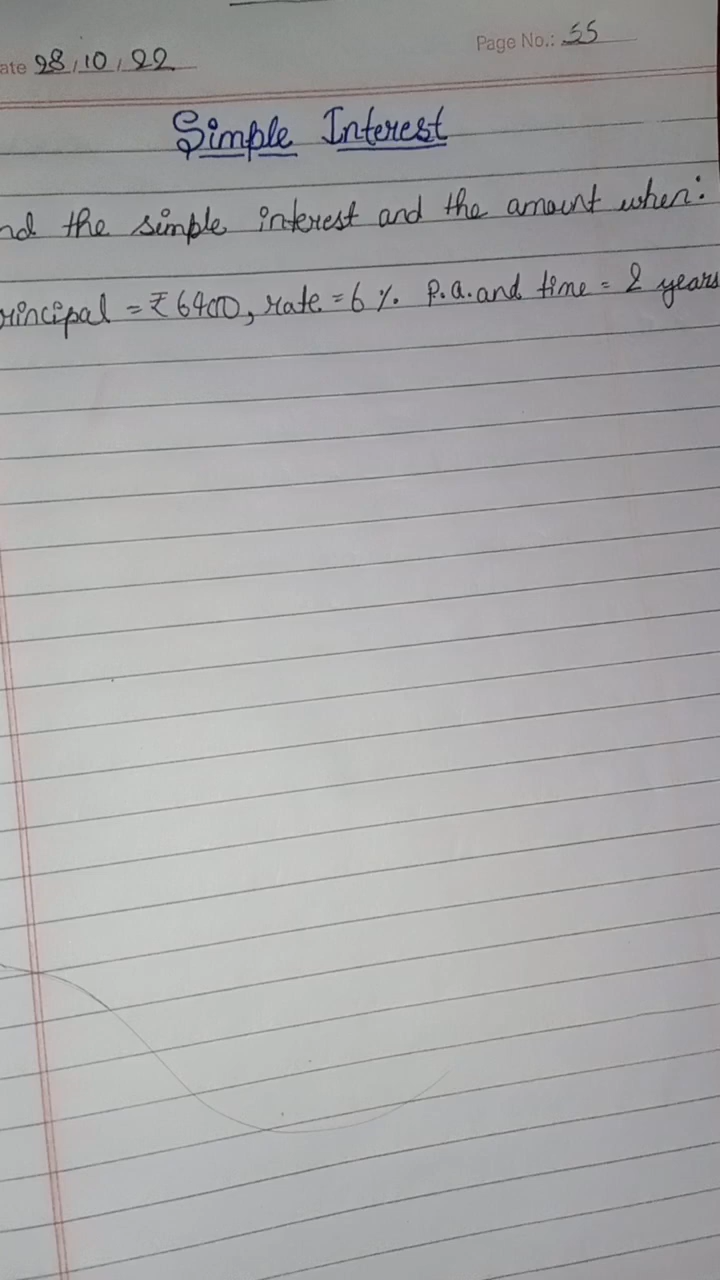 ate 28/10/22
Page No.: 55
Simple Interest
nd the simple interest and the amount when:
rincipal = ₹6400, rate = 6%. p.a. and time = 2 years